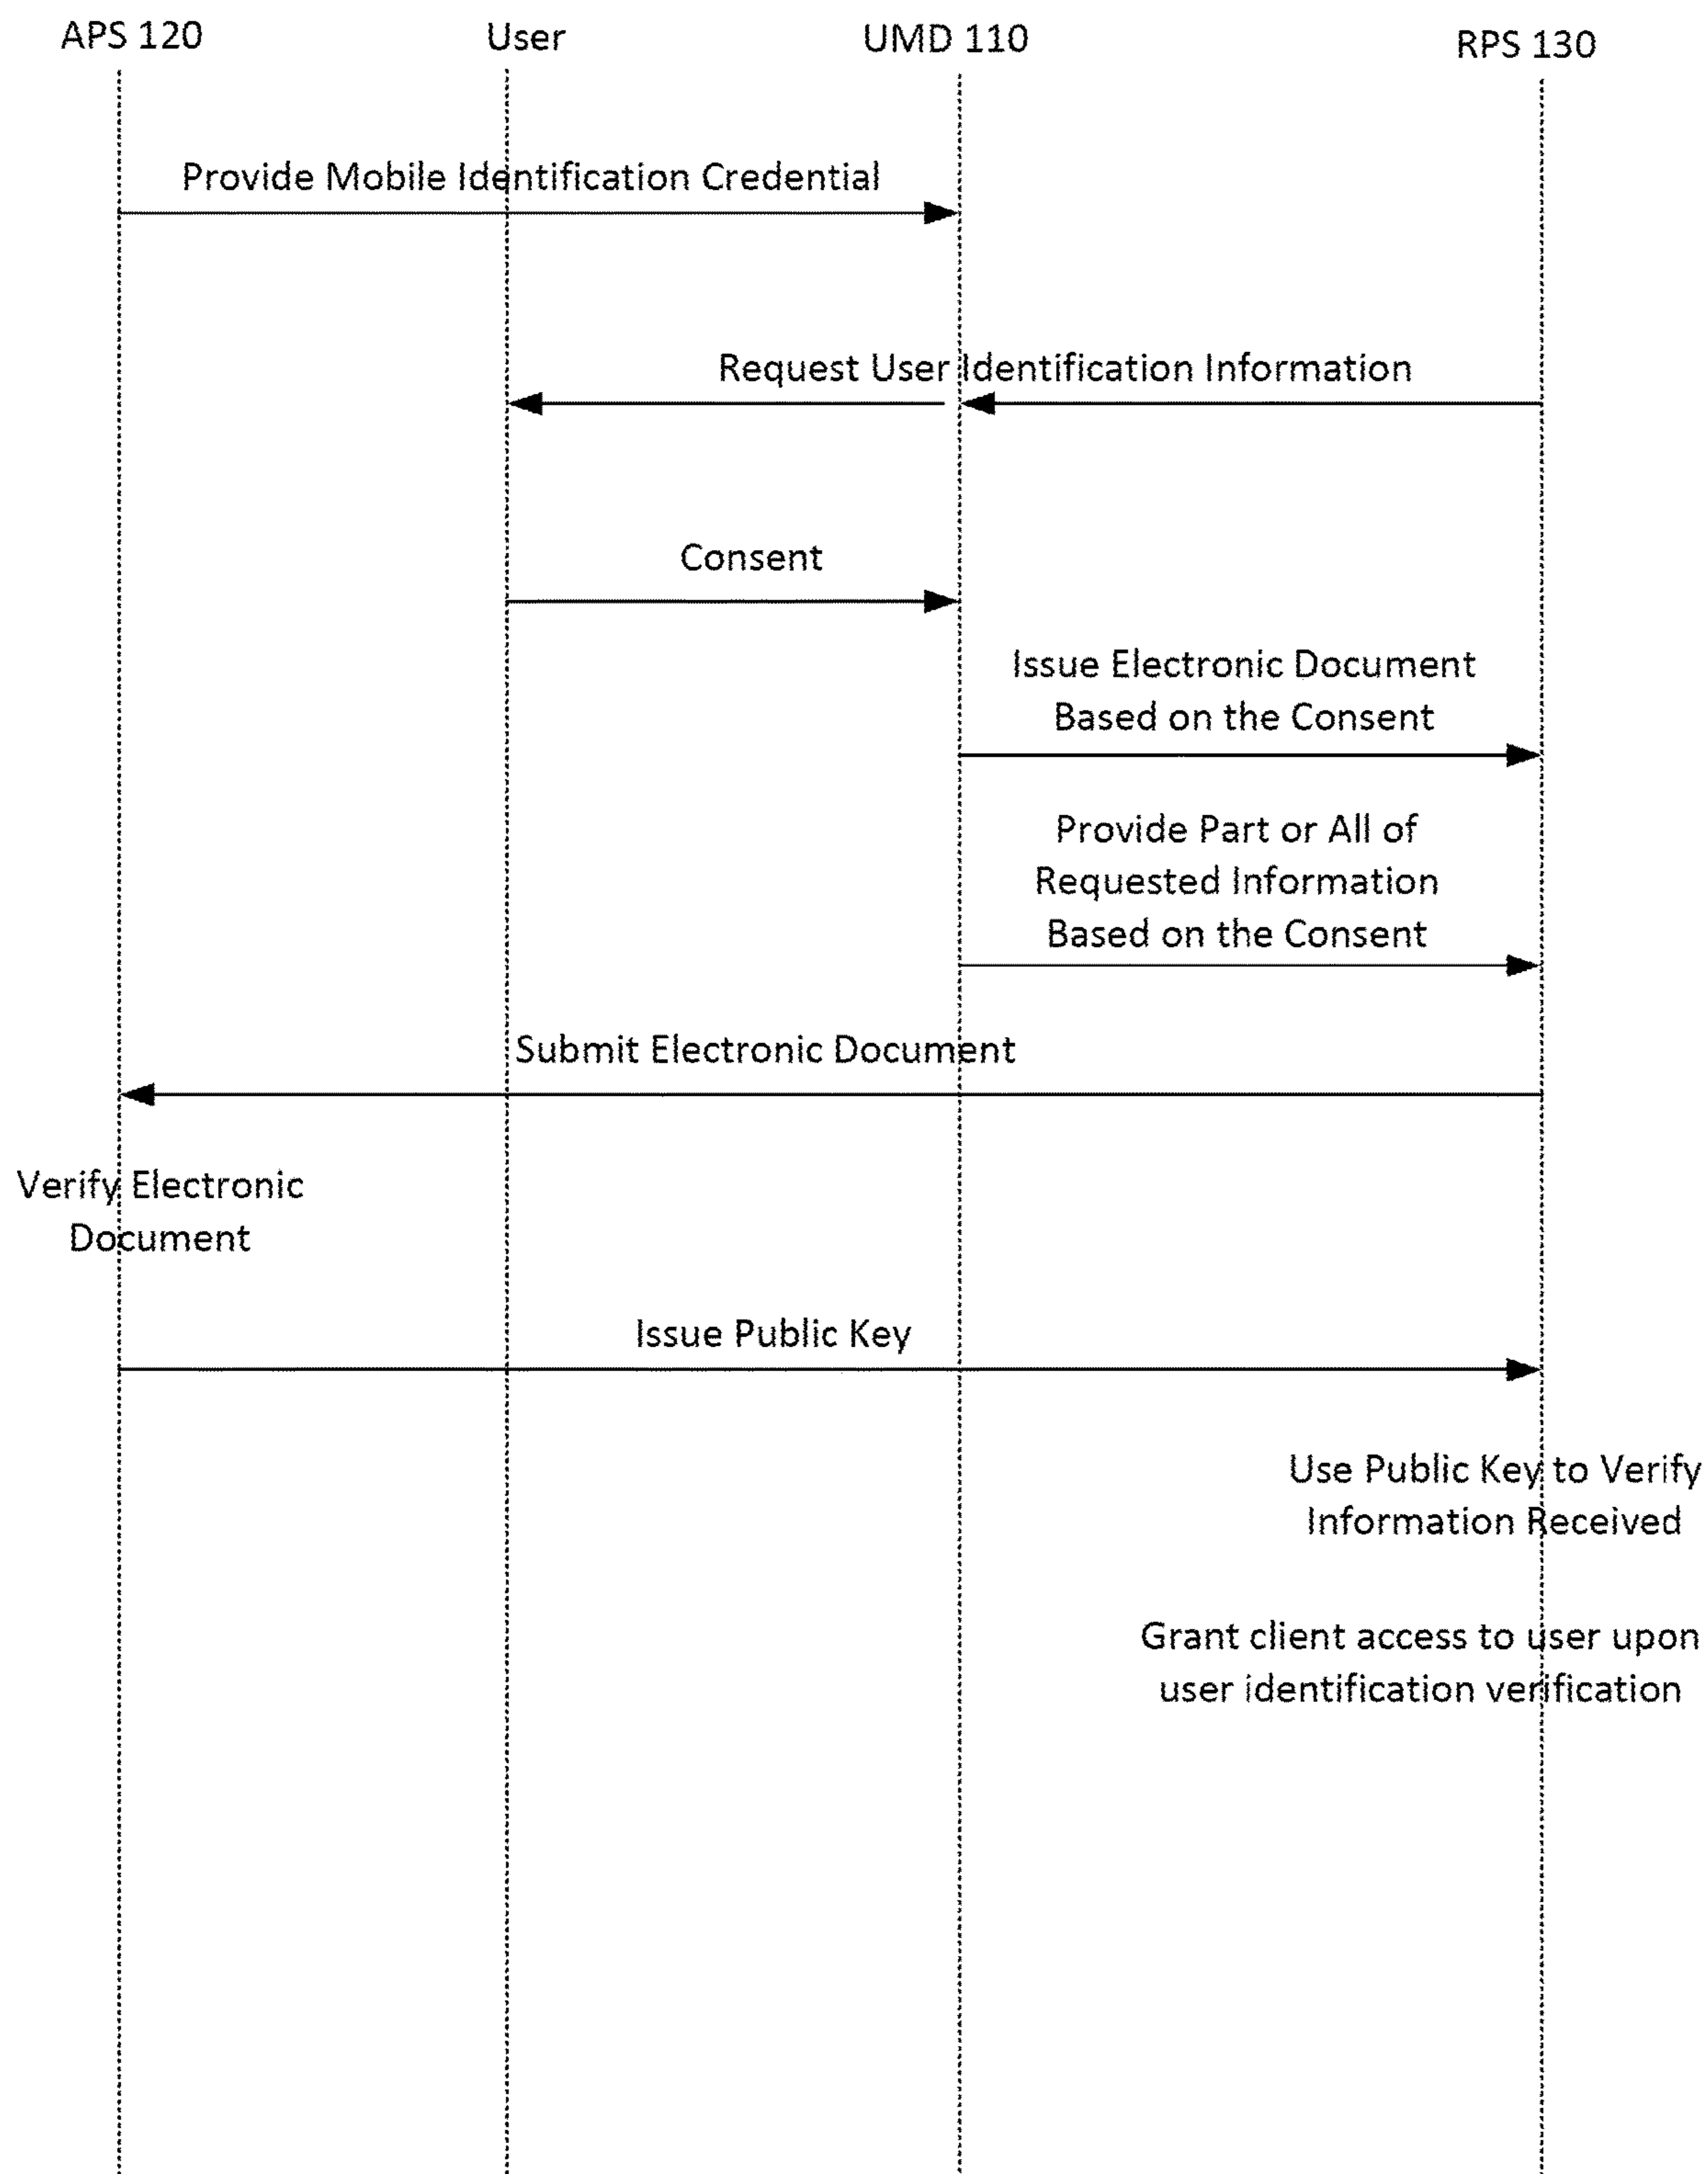 APS 120
User
UMD 110
RPS 130
Provide Mobile Identification Credential
Request User Identification Information
Consent
Issue Electronic Document
Based on the Consent
Provide Part or All of
Requested Information
Based on the Consent
Submit Electronic Document
Verify Electronic
Document
Issue Public Key
Use Public Key to Verify
Information Received
Grant client access to user upon
user identification verification